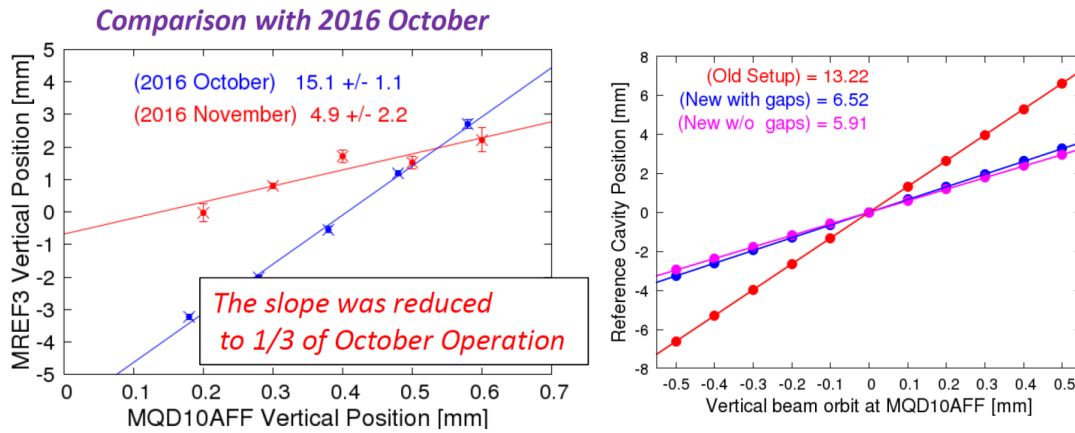 Comparison with 2016 October
MREF3 Vertical Position [mm]
5
4
3
2
1
0
-1
-2
-3
-4
-5
(2016 October) 15.1 +/- 1.1
(2016 November) 4.9 +/- 2.2
The slope was reduced
to 1/3 of October Operation
0 0.1 0.2 0.3 0.4 0.5 0.6 0.7
MQD10AFF Vertical Position [mm]
Reference Cavity Position [mm]
8
6
4
2
0
-2
-4
-6
-8
(Old Setup) = 13.22
(New with gaps) = 6.52
(New w/o gaps) = 5.91
-0.5 -0.4 -0.3 -0.2 -0.1 0 0.1 0.2 0.3 0.4 0.5
Vertical beam orbit at MQD10AFF [mm]